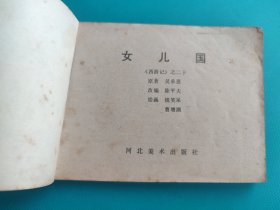 女儿国
《西游记》之二十
原著 吴承恩
改编 陈平夫
绘画
河北美术出版社